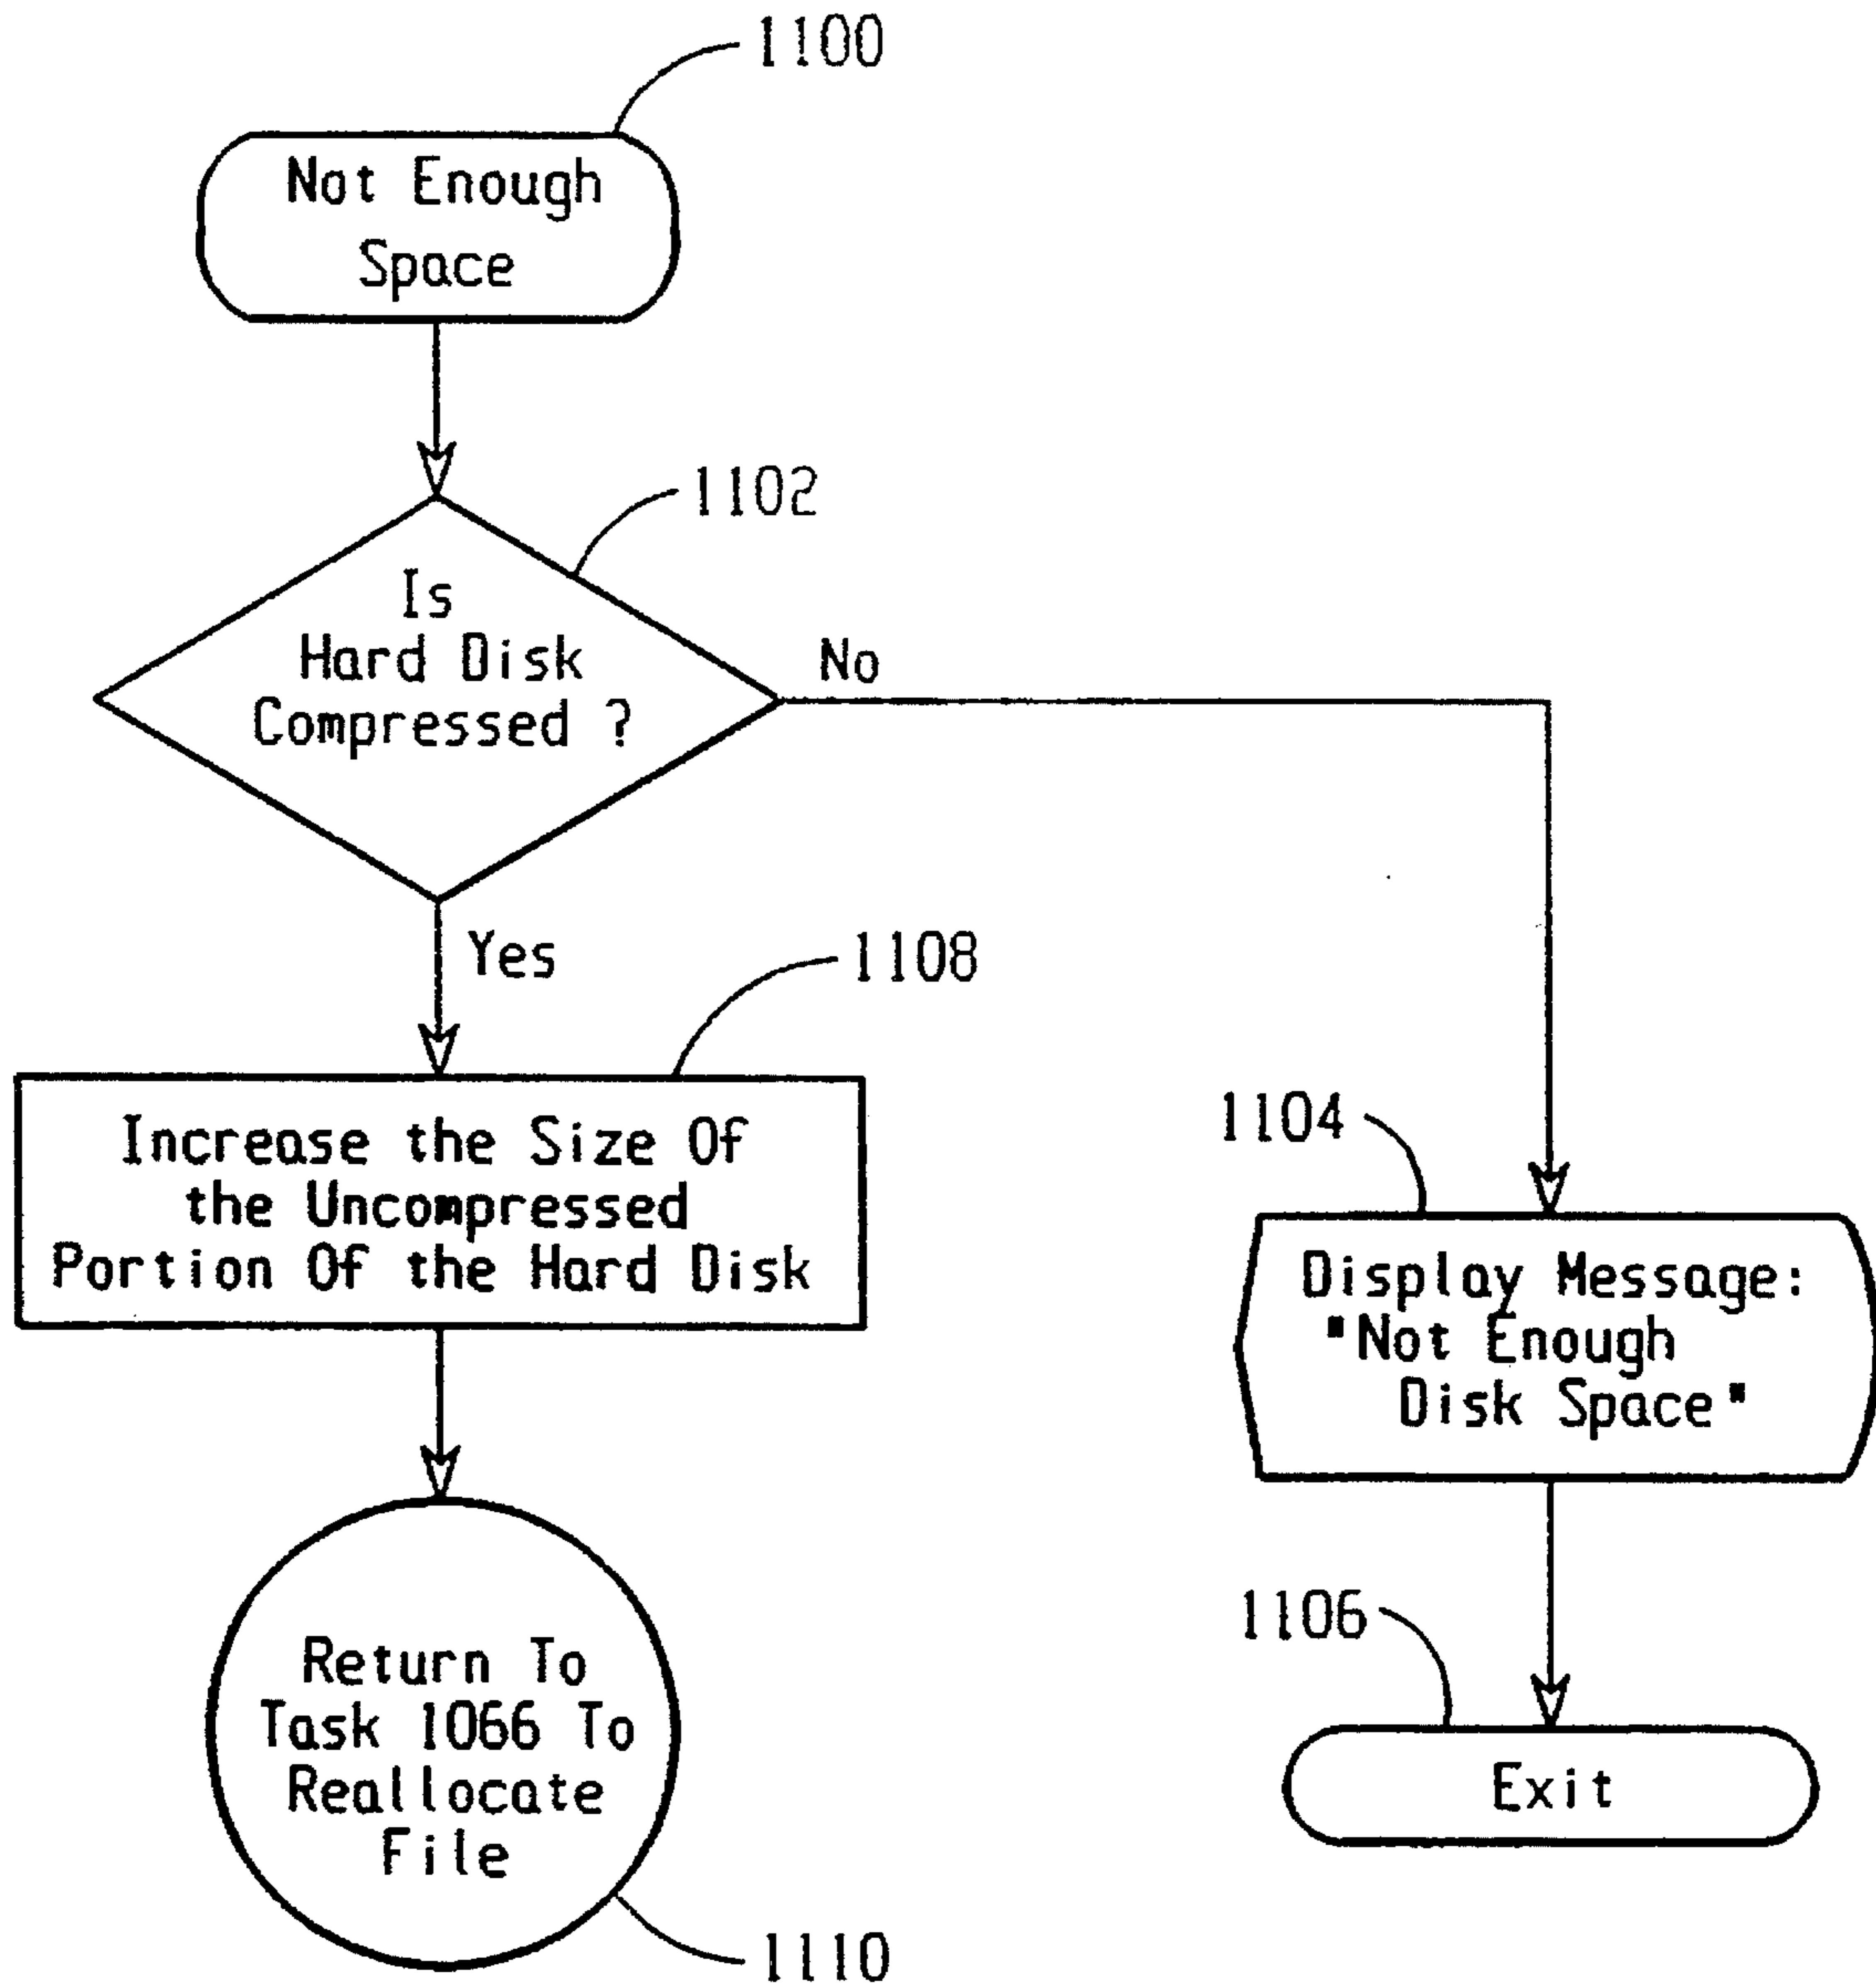 1100
Not Enough
Space
1102
Is
Hard Disk
Compressed ?
No
Yes
1108
Increase the Size Of
the Uncompressed
Portion Of the Hard Disk
1104
Display Message:
"Not Enough
Disk Space"
Return To
Task 1066 To
Reallocate
File
1110
1106
Exit